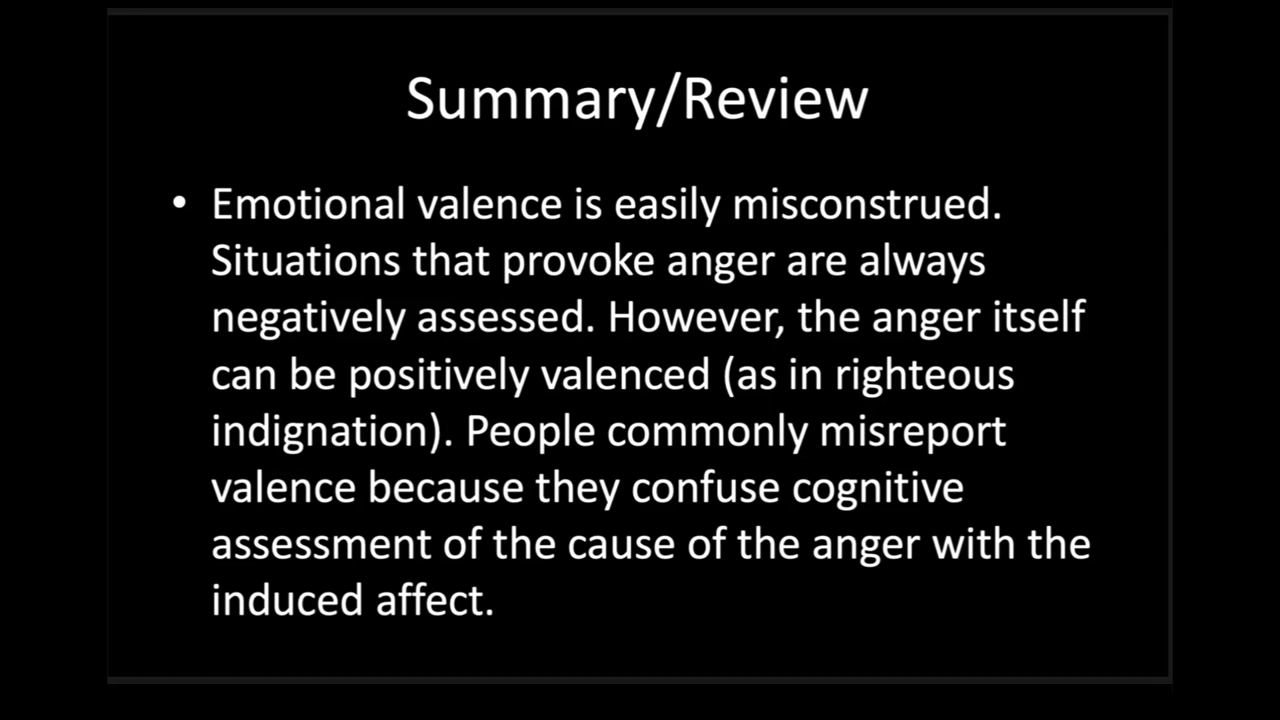 Summary/Review
• Emotional valence is easily misconstrued.
Situations that provoke anger are always
negatively assessed. However, the anger itself
can be positively valenced (as in righteous
indignation). People commonly misreport
valence because they confuse cognitive
assessment of the cause of the anger with the
induced affect.